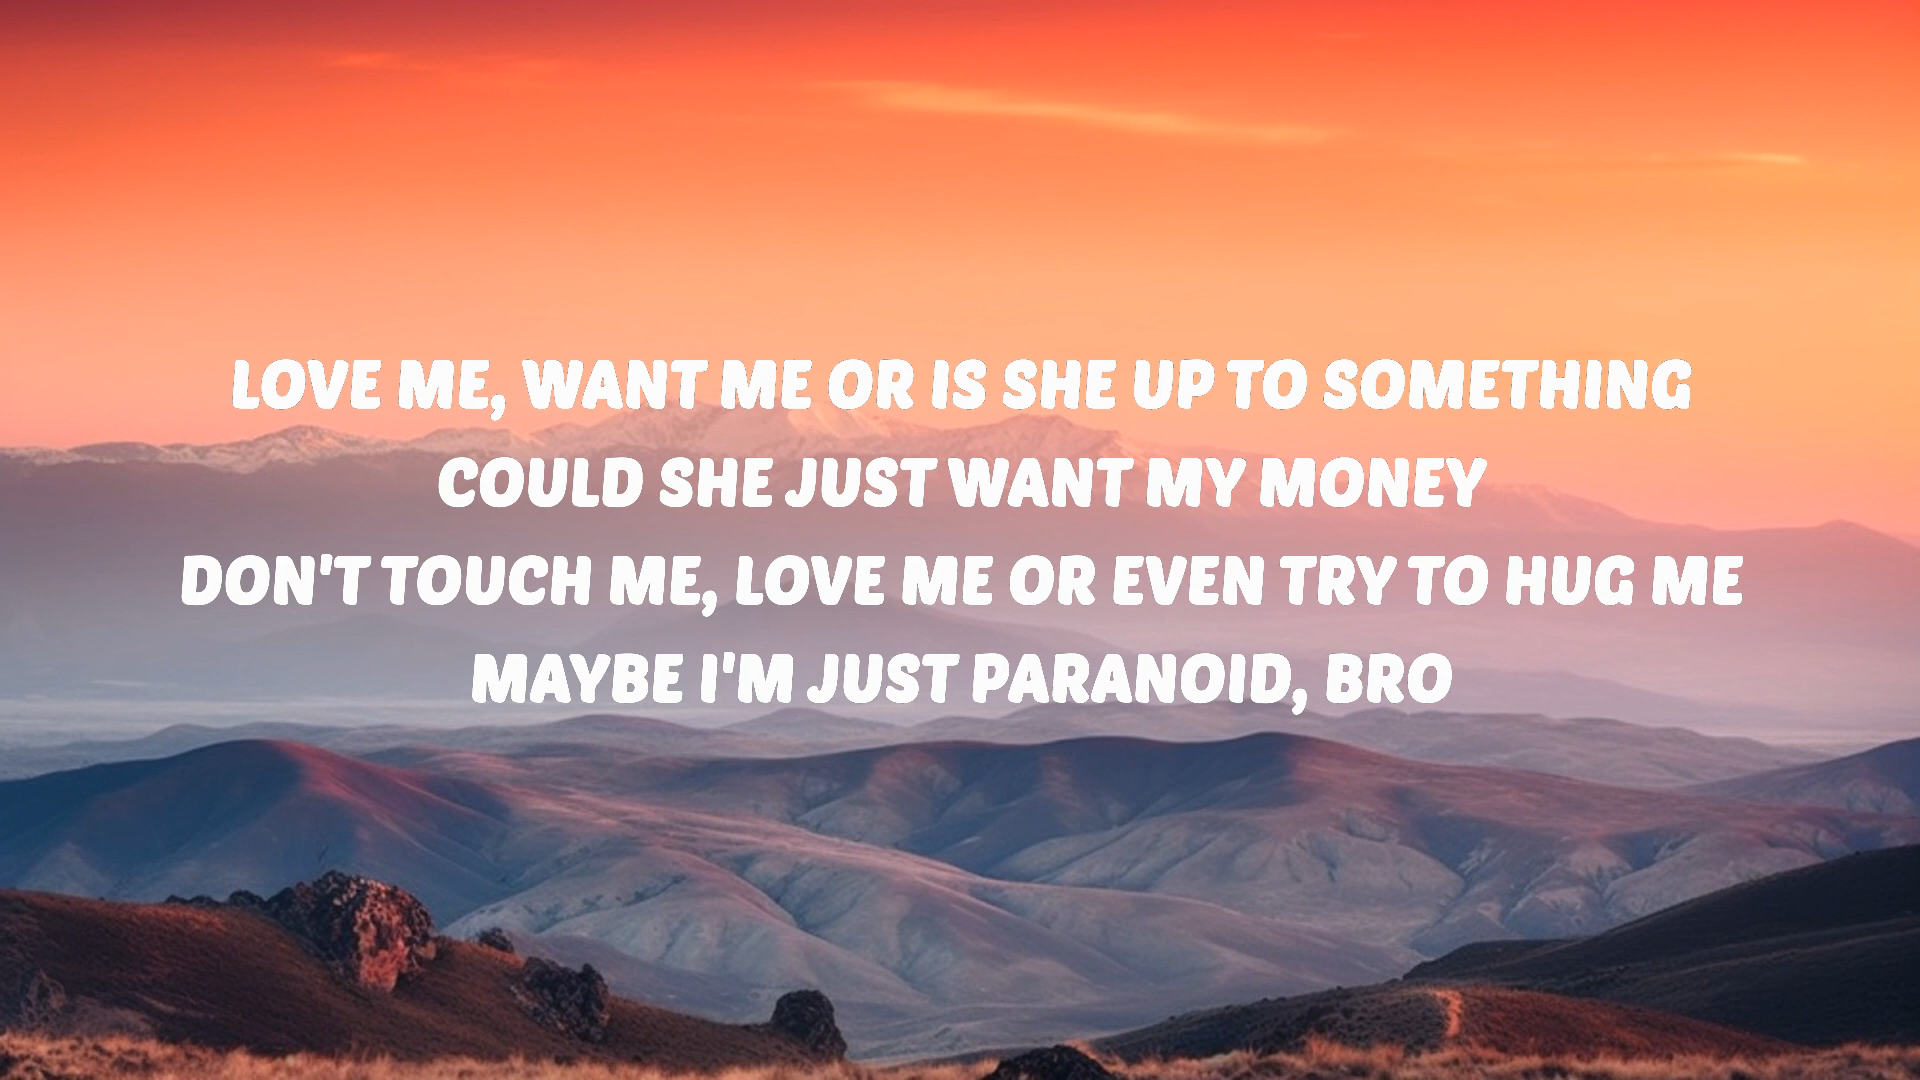 LOVE ME, WANT ME OR IS SHE UP TO SOMETHING
COULD SHE JUST WANT MY MONEY
DON'T TOUCH ME, LOVE ME OR EVEN TRY TO HUG ME
MAYBE I'M JUST PARANOID, BRO